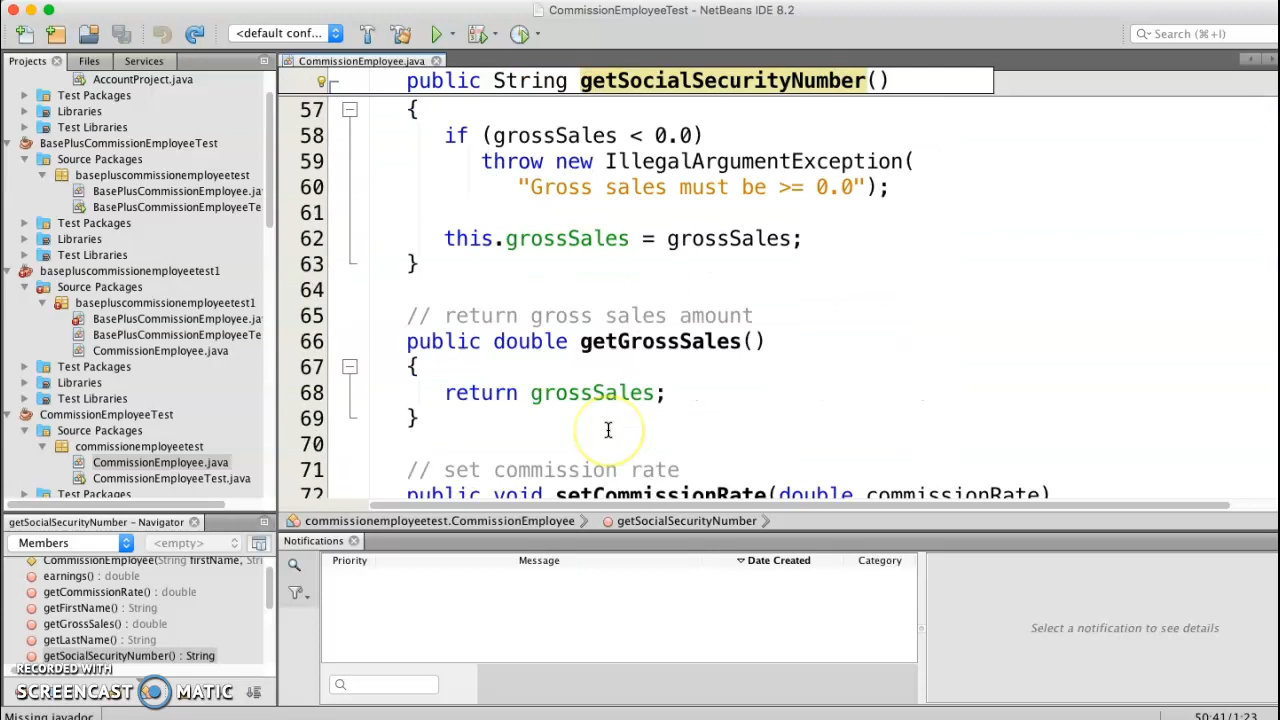 CommissionEmployeeTest - NetBeans IDE 8.2
<default conf...
Search (⌘+I)
Projects
Files
Services
AccountProject.java
Test Packages
Libraries
Test Libraries
BasePlusCommissionEmployeeTest
Source Packages
basepluscommissionemployeetest
BasePlusCommissionEmployee.ja
BasePlusCommissionEmployeeTe
Test Packages
Libraries
Test Libraries
basepluscommissionemployeetest1
Source Packages
basepluscommissionemployeetest1
BasePlusCommissionEmployee.ja
BasePlusCommissionEmployeeTe
CommissionEmployee.java
Test Packages
Libraries
Test Libraries
CommissionEmployeeTest
Source Packages
commissionemployeetest
CommissionEmployee.java
CommissionEmployeeTest.java
Test Packages
CommissionEmployee.java
public String getSocialSecurityNumber()
57 {
58 if (grossSales < 0.0)
59 throw new IllegalArgumentException(
60 "Gross sales must be >= 0.0");
61
62 this.grossSales = grossSales;
63 }
64
65 // return gross sales amount
66 public double getGrossSales()
67 {
68 return grossSales;
69 }
70
71 // set commission rate
72 public void setCommissionRate(double commissionRate)
commissionemployeetest.CommissionEmployee
getSocialSecurityNumber
getSocialSecurityNumber - Navigator
Members
<empty>
CommissionEmployee(String firstName, Stri
earnings() : double
getCommissionRate() : double
getFirstName() : String
getGrossSales() : double
getLastName() : String
getSocialSecurityNumber() : String
Notifications
Priority
Message
Date Created
Category
Select a notification to see details
RECORDED WITH
SCREENCAST MATIC
Missing javadoc
50:41/1:23